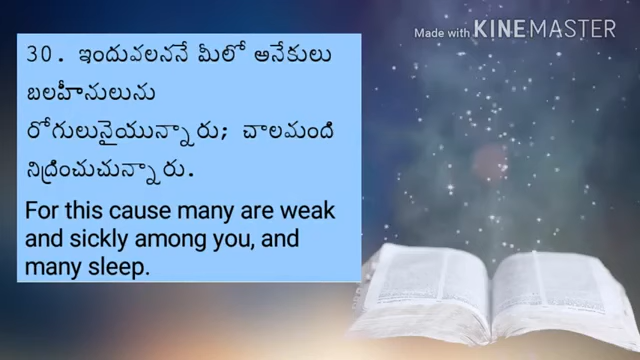 Made with KINEMASTER
30. ఇందువలననే మీలో అనేకులు
బలహీనులును
రోగులునైయున్నారు; చాలమంది
నిద్రించుచున్నారు.
For this cause many are weak
and sickly among you, and
many sleep.